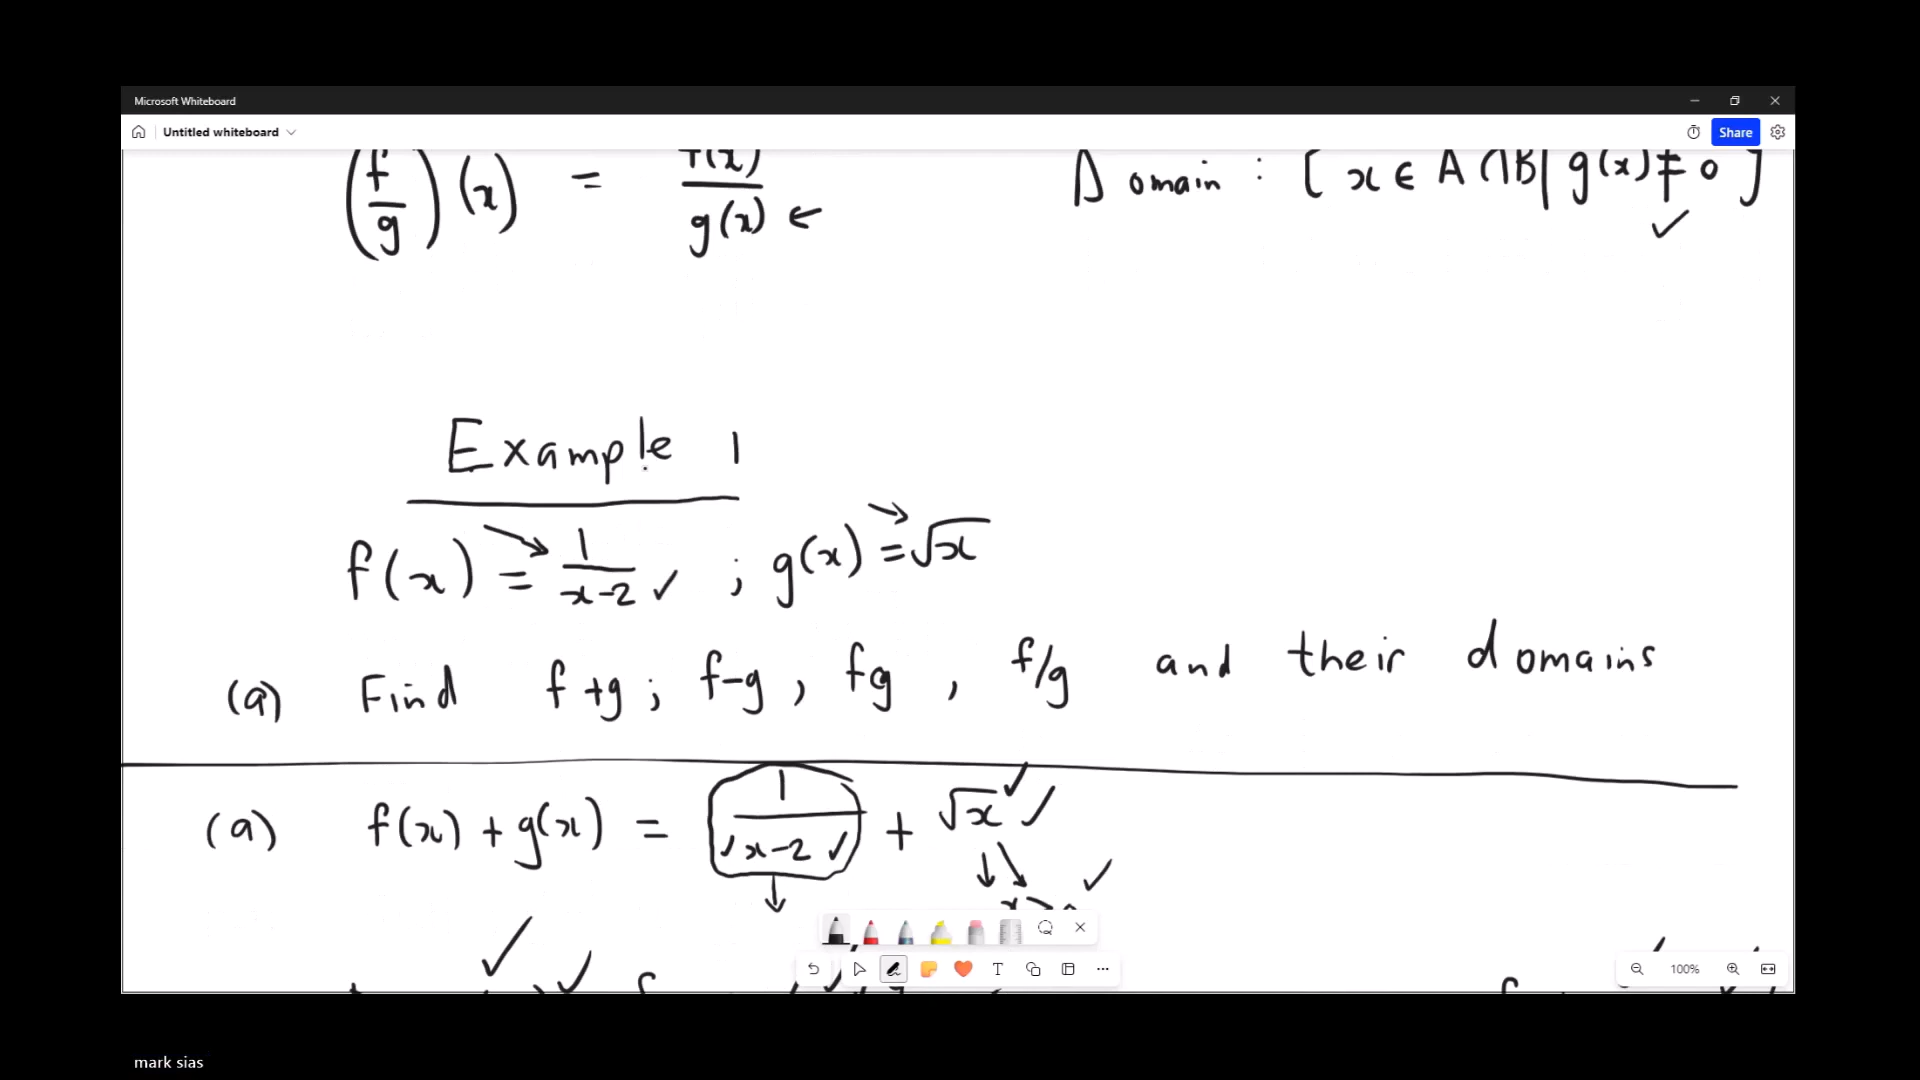 Microsoft Whiteboard
Untitled whiteboard
Share
(f/g)(x) = f(x)/g(x) ← Domain : [ x ∈ A ∩ B | g(x) ≠ 0 ] ✓
Example 1
f(x) = 1/(x-2) ✓ ; g(x) = √x
(a) Find f+g ; f-g , fg , f/g and their domains
(a) f(x) + g(x) = 1/(x-2) + √x ✓✓
100%
mark sias